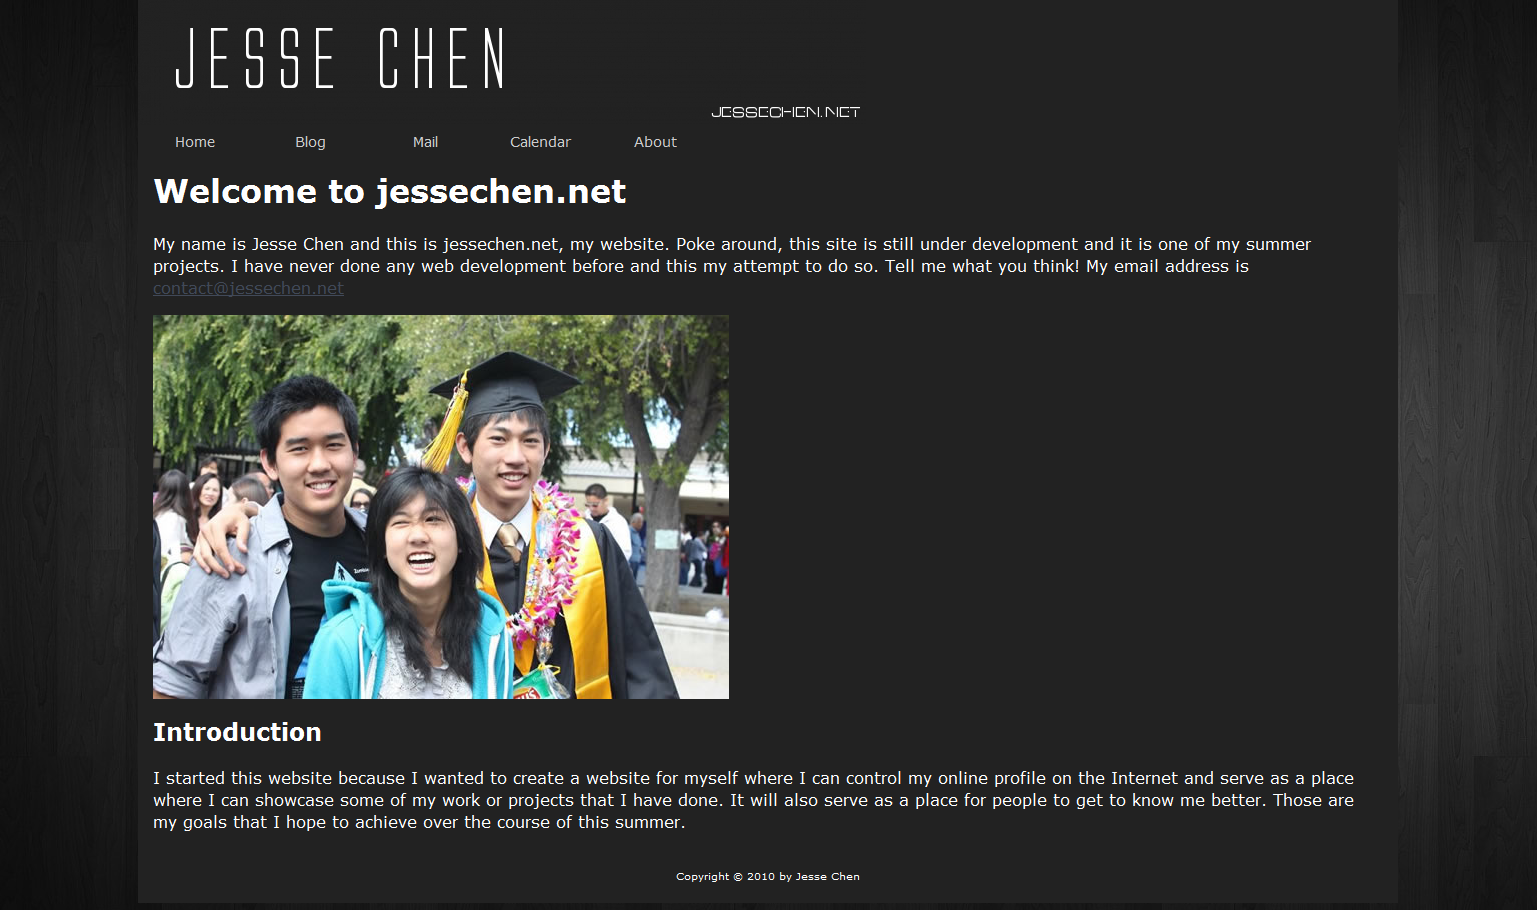 JESSE CHEN
JESSECHEN.NET
Home Blog Mail Calendar About
Welcome to jessechen.net
My name is Jesse Chen and this is jessechen.net, my website. Poke around, this site is still under development and it is one of my summer
projects. I have never done any web development before and this my attempt to do so. Tell me what you think! My email address is
contact@jessechen.net
Introduction
I started this website because I wanted to create a website for myself where I can control my online profile on the Internet and serve as a place
where I can showcase some of my work or projects that I have done. It will also serve as a place for people to get to know me better. Those are
my goals that I hope to achieve over the course of this summer.
Copyright © 2010 by Jesse Chen